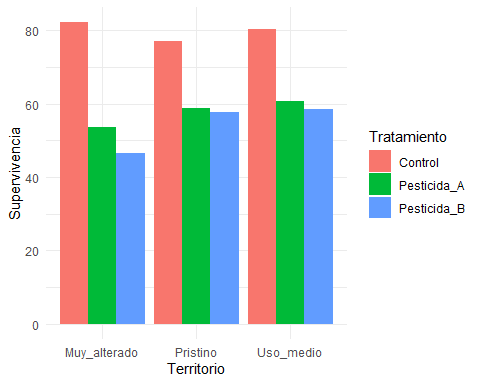 Supervivencia
80
60
40
20
0
Muy_alterado
Pristino
Uso_medio
Territorio
Tratamiento
Control
Pesticida_A
Pesticida_B